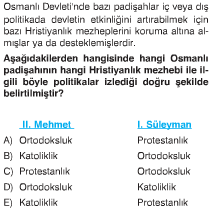 Osmanlı Devleti'nde bazı padişahlar iç veya dış
politikada devletin etkinliğini artırabilmek için
bazı Hristiyanlık mezheplerini koruma altına al-
mışlar ya da desteklemişlerdir.
Aşağıdakilerden hangisinde hangi Osmanlı
padişahının hangi Hristiyanlık mezhebi ile il-
gili böyle politikalar izlediği doğru şekilde
belirtilmiştir?
II. Mehmet I. Süleyman
A) Ortodoksluk Protestanlık
B) Katoliklik Ortodoksluk
C) Protestanlık Ortodoksluk
D) Ortodoksluk Katoliklik
E) Katoliklik Protestanlık